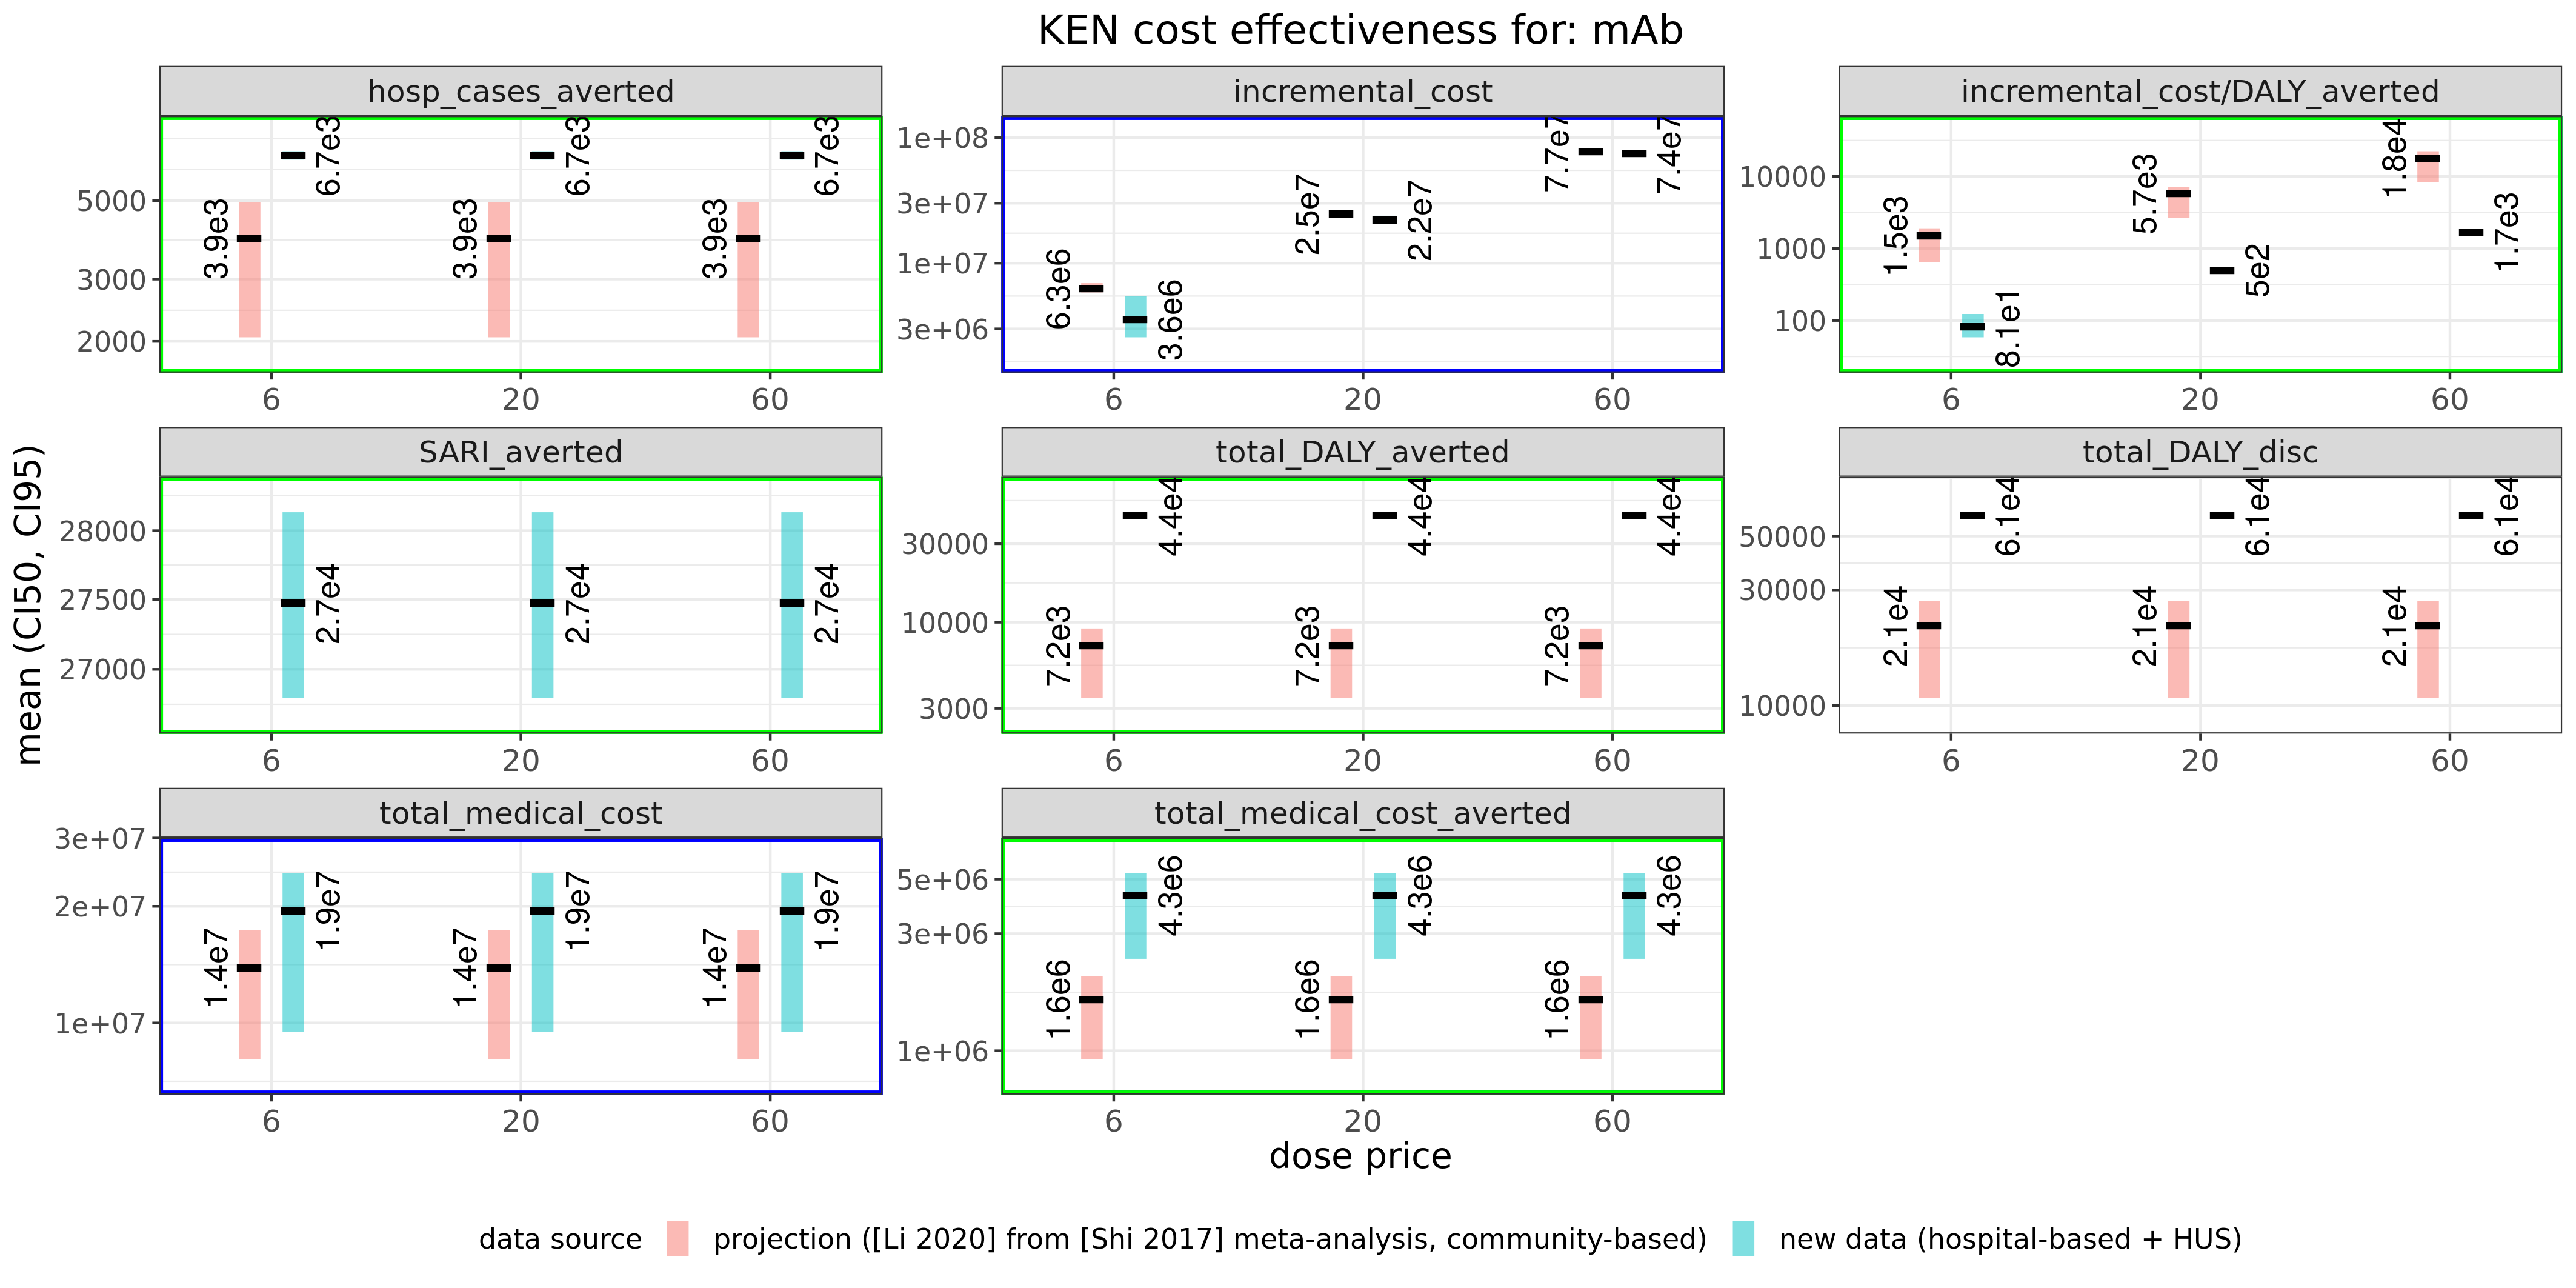 KEN cost effectiveness for: mAb
hosp_cases_averted
5000
3000
2000
3.9e3
6.7e3
3.9e3
6.7e3
3.9e3
6.7e3
6
20
60
incremental_cost
1e+08
3e+07
1e+07
3e+06
6.3e6
3.6e6
2.5e7
2.2e7
7.7e7
7.4e7
6
20
60
incremental_cost/DALY_averted
10000
1000
100
1.5e3
8.1e1
5.7e3
5e2
1.8e4
1.7e3
6
20
60
mean (CI50, CI95)
SARI_averted
28000
27500
27000
2.7e4
2.7e4
2.7e4
6
20
60
total_DALY_averted
30000
10000
3000
7.2e3
4.4e4
7.2e3
4.4e4
7.2e3
4.4e4
6
20
60
total_DALY_disc
50000
30000
10000
2.1e4
6.1e4
2.1e4
6.1e4
2.1e4
6.1e4
6
20
60
total_medical_cost
3e+07
2e+07
1e+07
1.4e7
1.9e7
1.4e7
1.9e7
1.4e7
1.9e7
6
20
60
total_medical_cost_averted
5e+06
3e+06
1e+06
1.6e6
4.3e6
1.6e6
4.3e6
1.6e6
4.3e6
6
20
60
dose price
data source
projection ([Li 2020] from [Shi 2017] meta-analysis, community-based)
new data (hospital-based + HUS)